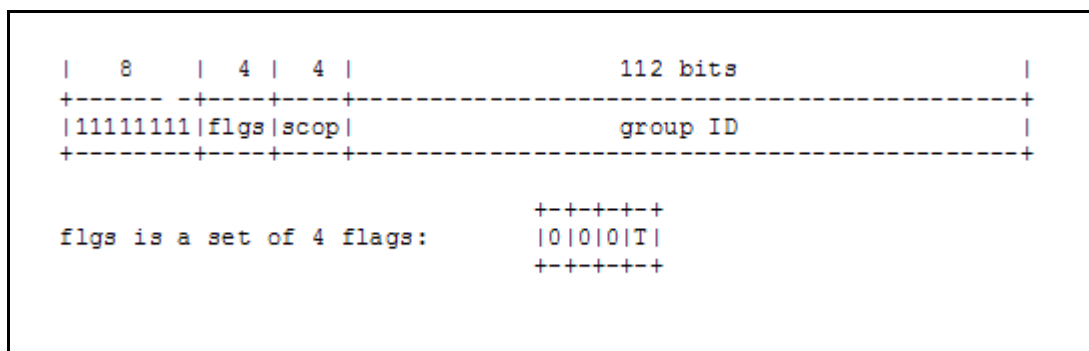 |   8    |  4 |  4 |                  112 bits                   |
+------ -+----+----+---------------------------------------------+
|11111111|flgs|scop|                  group ID                   |
+--------+----+----+---------------------------------------------+
+-+-+-+-+
flgs is a set of 4 flags:       |0|0|0|T|
+-+-+-+-+